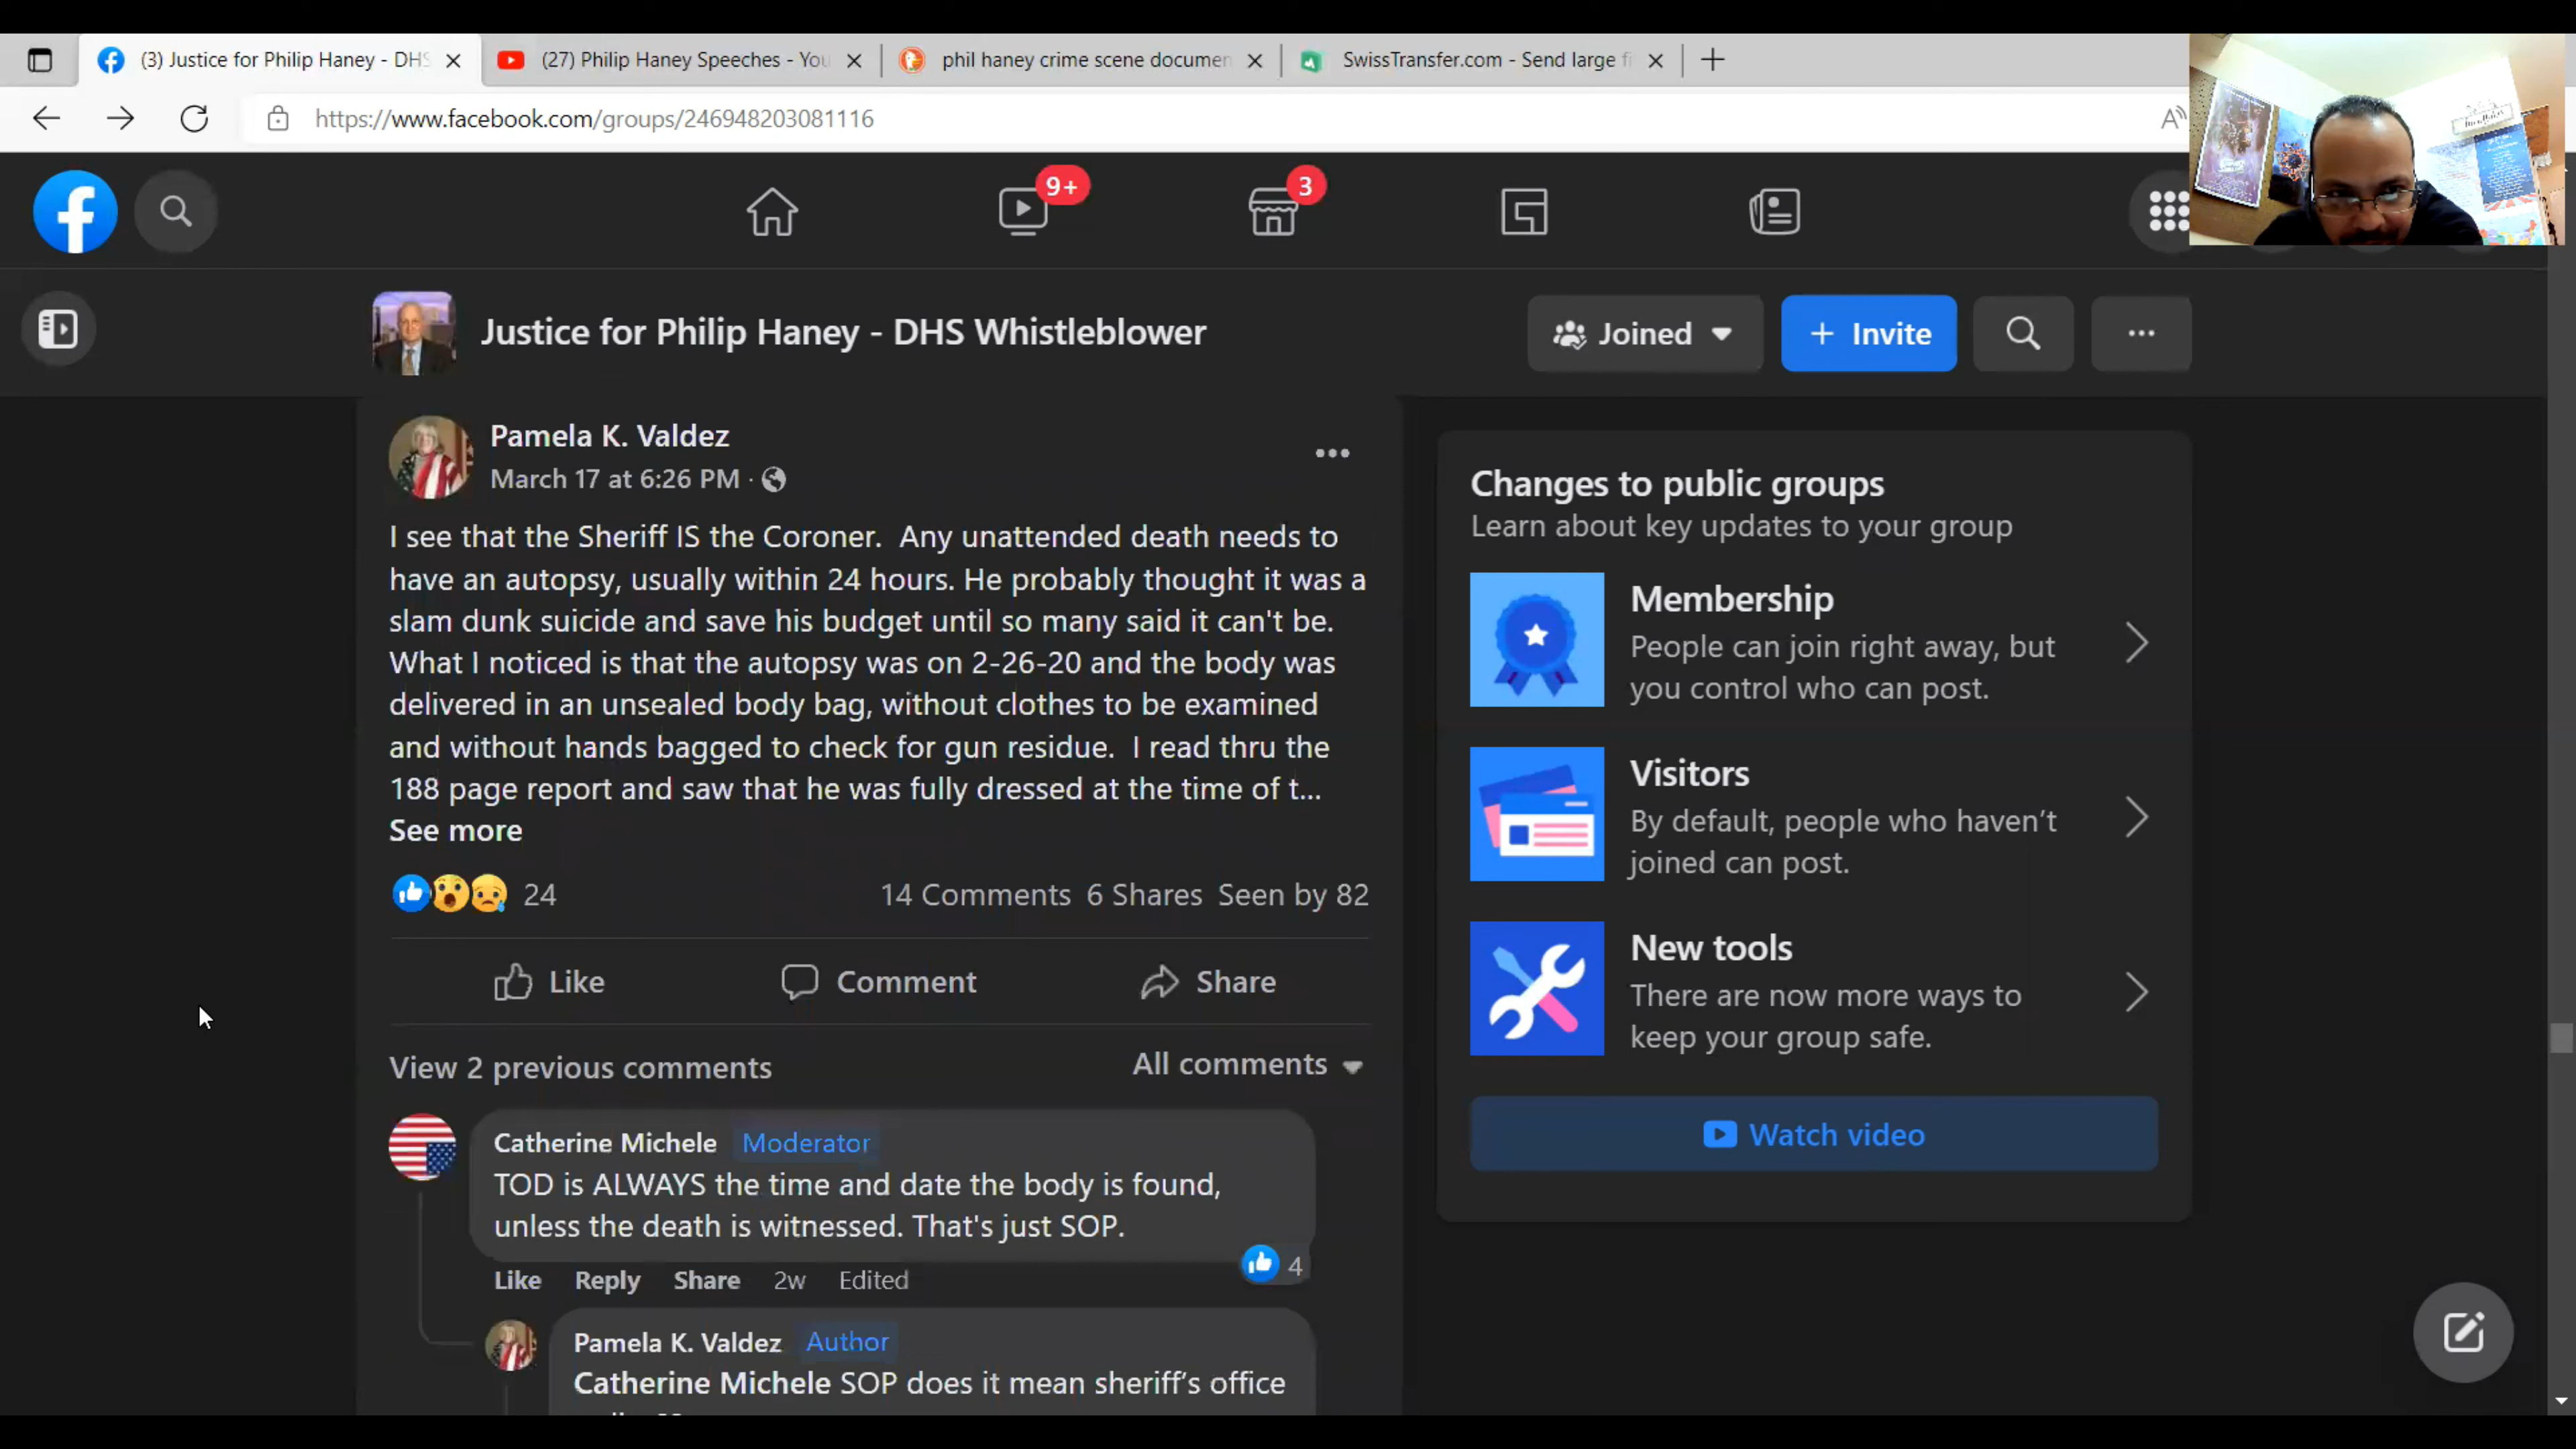 (3) Justice for Philip Haney - DHS
(27) Philip Haney Speeches - You
phil haney crime scene documen
SwissTransfer.com - Send large fi
https://www.facebook.com/groups/246948203081116
9+
3
Justice for Philip Haney - DHS Whistleblower
Joined
+ Invite
Pamela K. Valdez
March 17 at 6:26 PM ·
I see that the Sheriff IS the Coroner.  Any unattended death needs to
have an autopsy, usually within 24 hours. He probably thought it was a
slam dunk suicide and save his budget until so many said it can't be.
What I noticed is that the autopsy was on 2-26-20 and the body was
delivered in an unsealed body bag, without clothes to be examined
and without hands bagged to check for gun residue.  I read thru the
188 page report and saw that he was fully dressed at the time of t...
See more
24
14 Comments 6 Shares Seen by 82
Like
Comment
Share
View 2 previous comments
All comments
Catherine Michele Moderator
TOD is ALWAYS the time and date the body is found,
unless the death is witnessed. That's just SOP.
4
Like Reply Share 2w Edited
Pamela K. Valdez Author
Catherine Michele SOP does it mean sheriff's office
Changes to public groups
Learn about key updates to your group
Membership
People can join right away, but
you control who can post.
Visitors
By default, people who haven't
joined can post.
New tools
There are now more ways to
keep your group safe.
Watch video